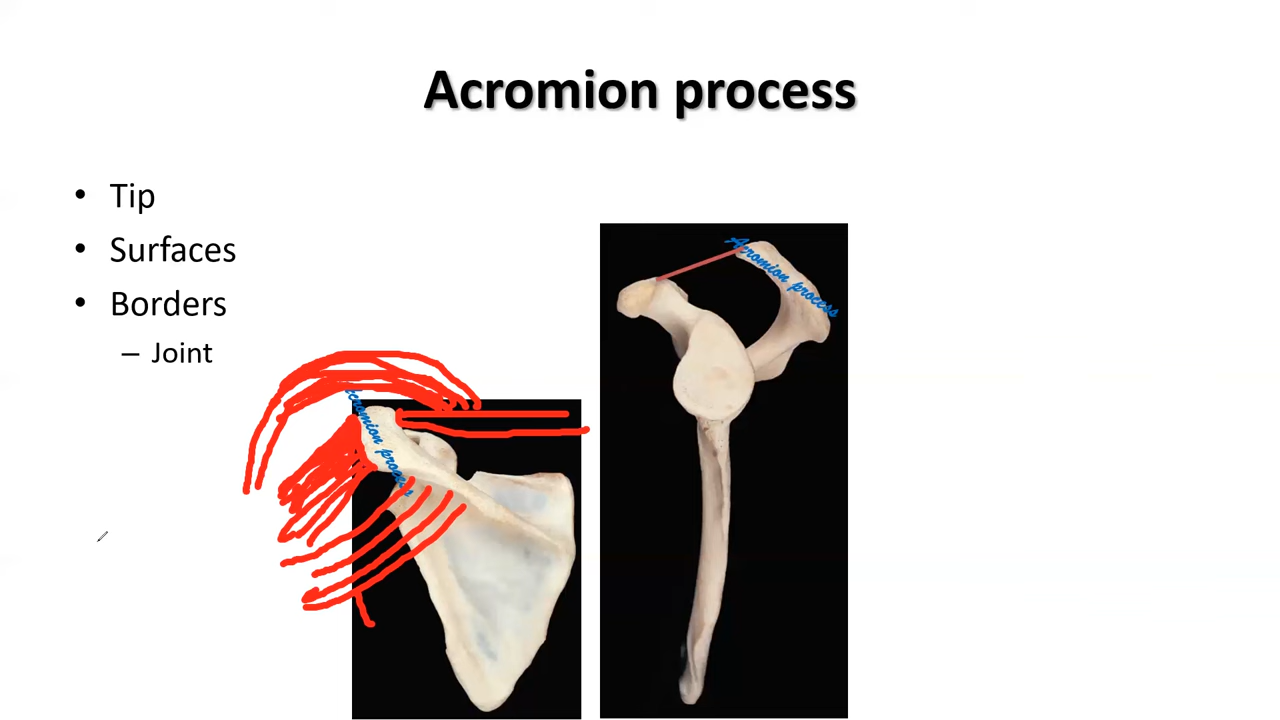 Acromion process
• Tip
• Surfaces
• Borders
– Joint
Acromion process
Acromion process